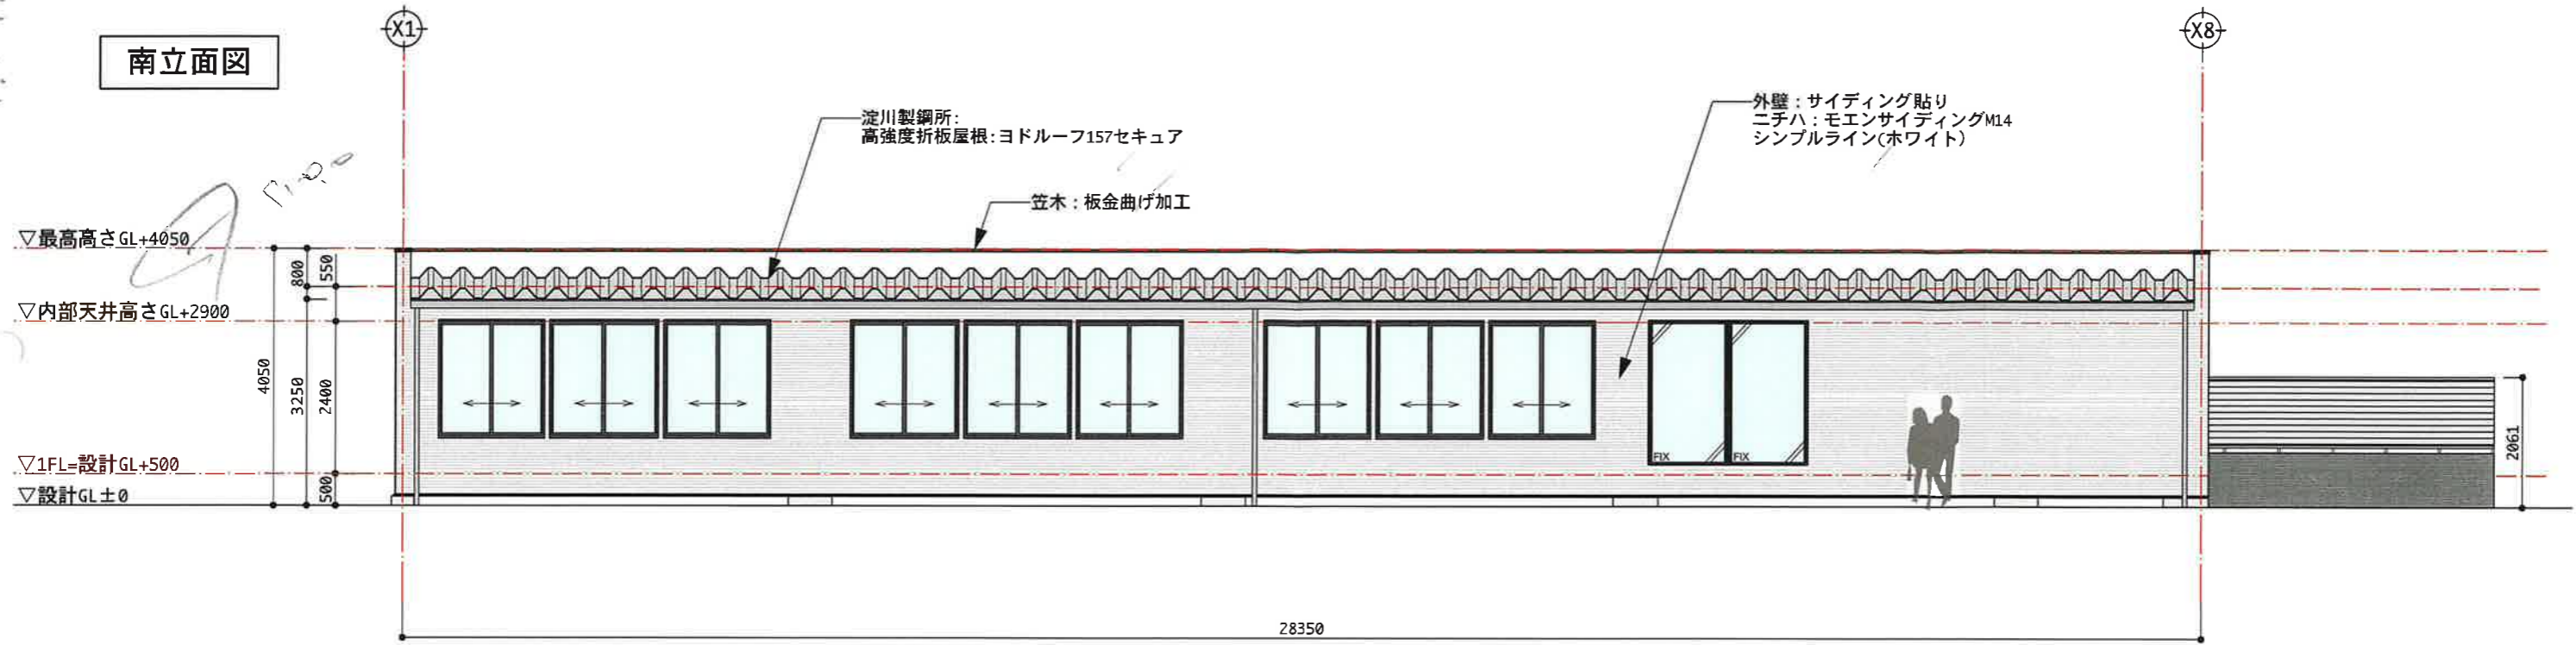 X1
X8
南立面図
淀川製鋼所:
高強度折板屋根:ヨドルーフ157セキュア
外壁：サイディング貼り
ニチハ：モエンサイディングM14
シンプルライン(ホワイト)
笠木：板金曲げ加工
▽最高高さGL+4050
800
550
▽内部天井高さGL+2900
4050
3250
2400
▽1FL=設計GL+500
500
▽設計GL±0
FIX
FIX
2061
28350